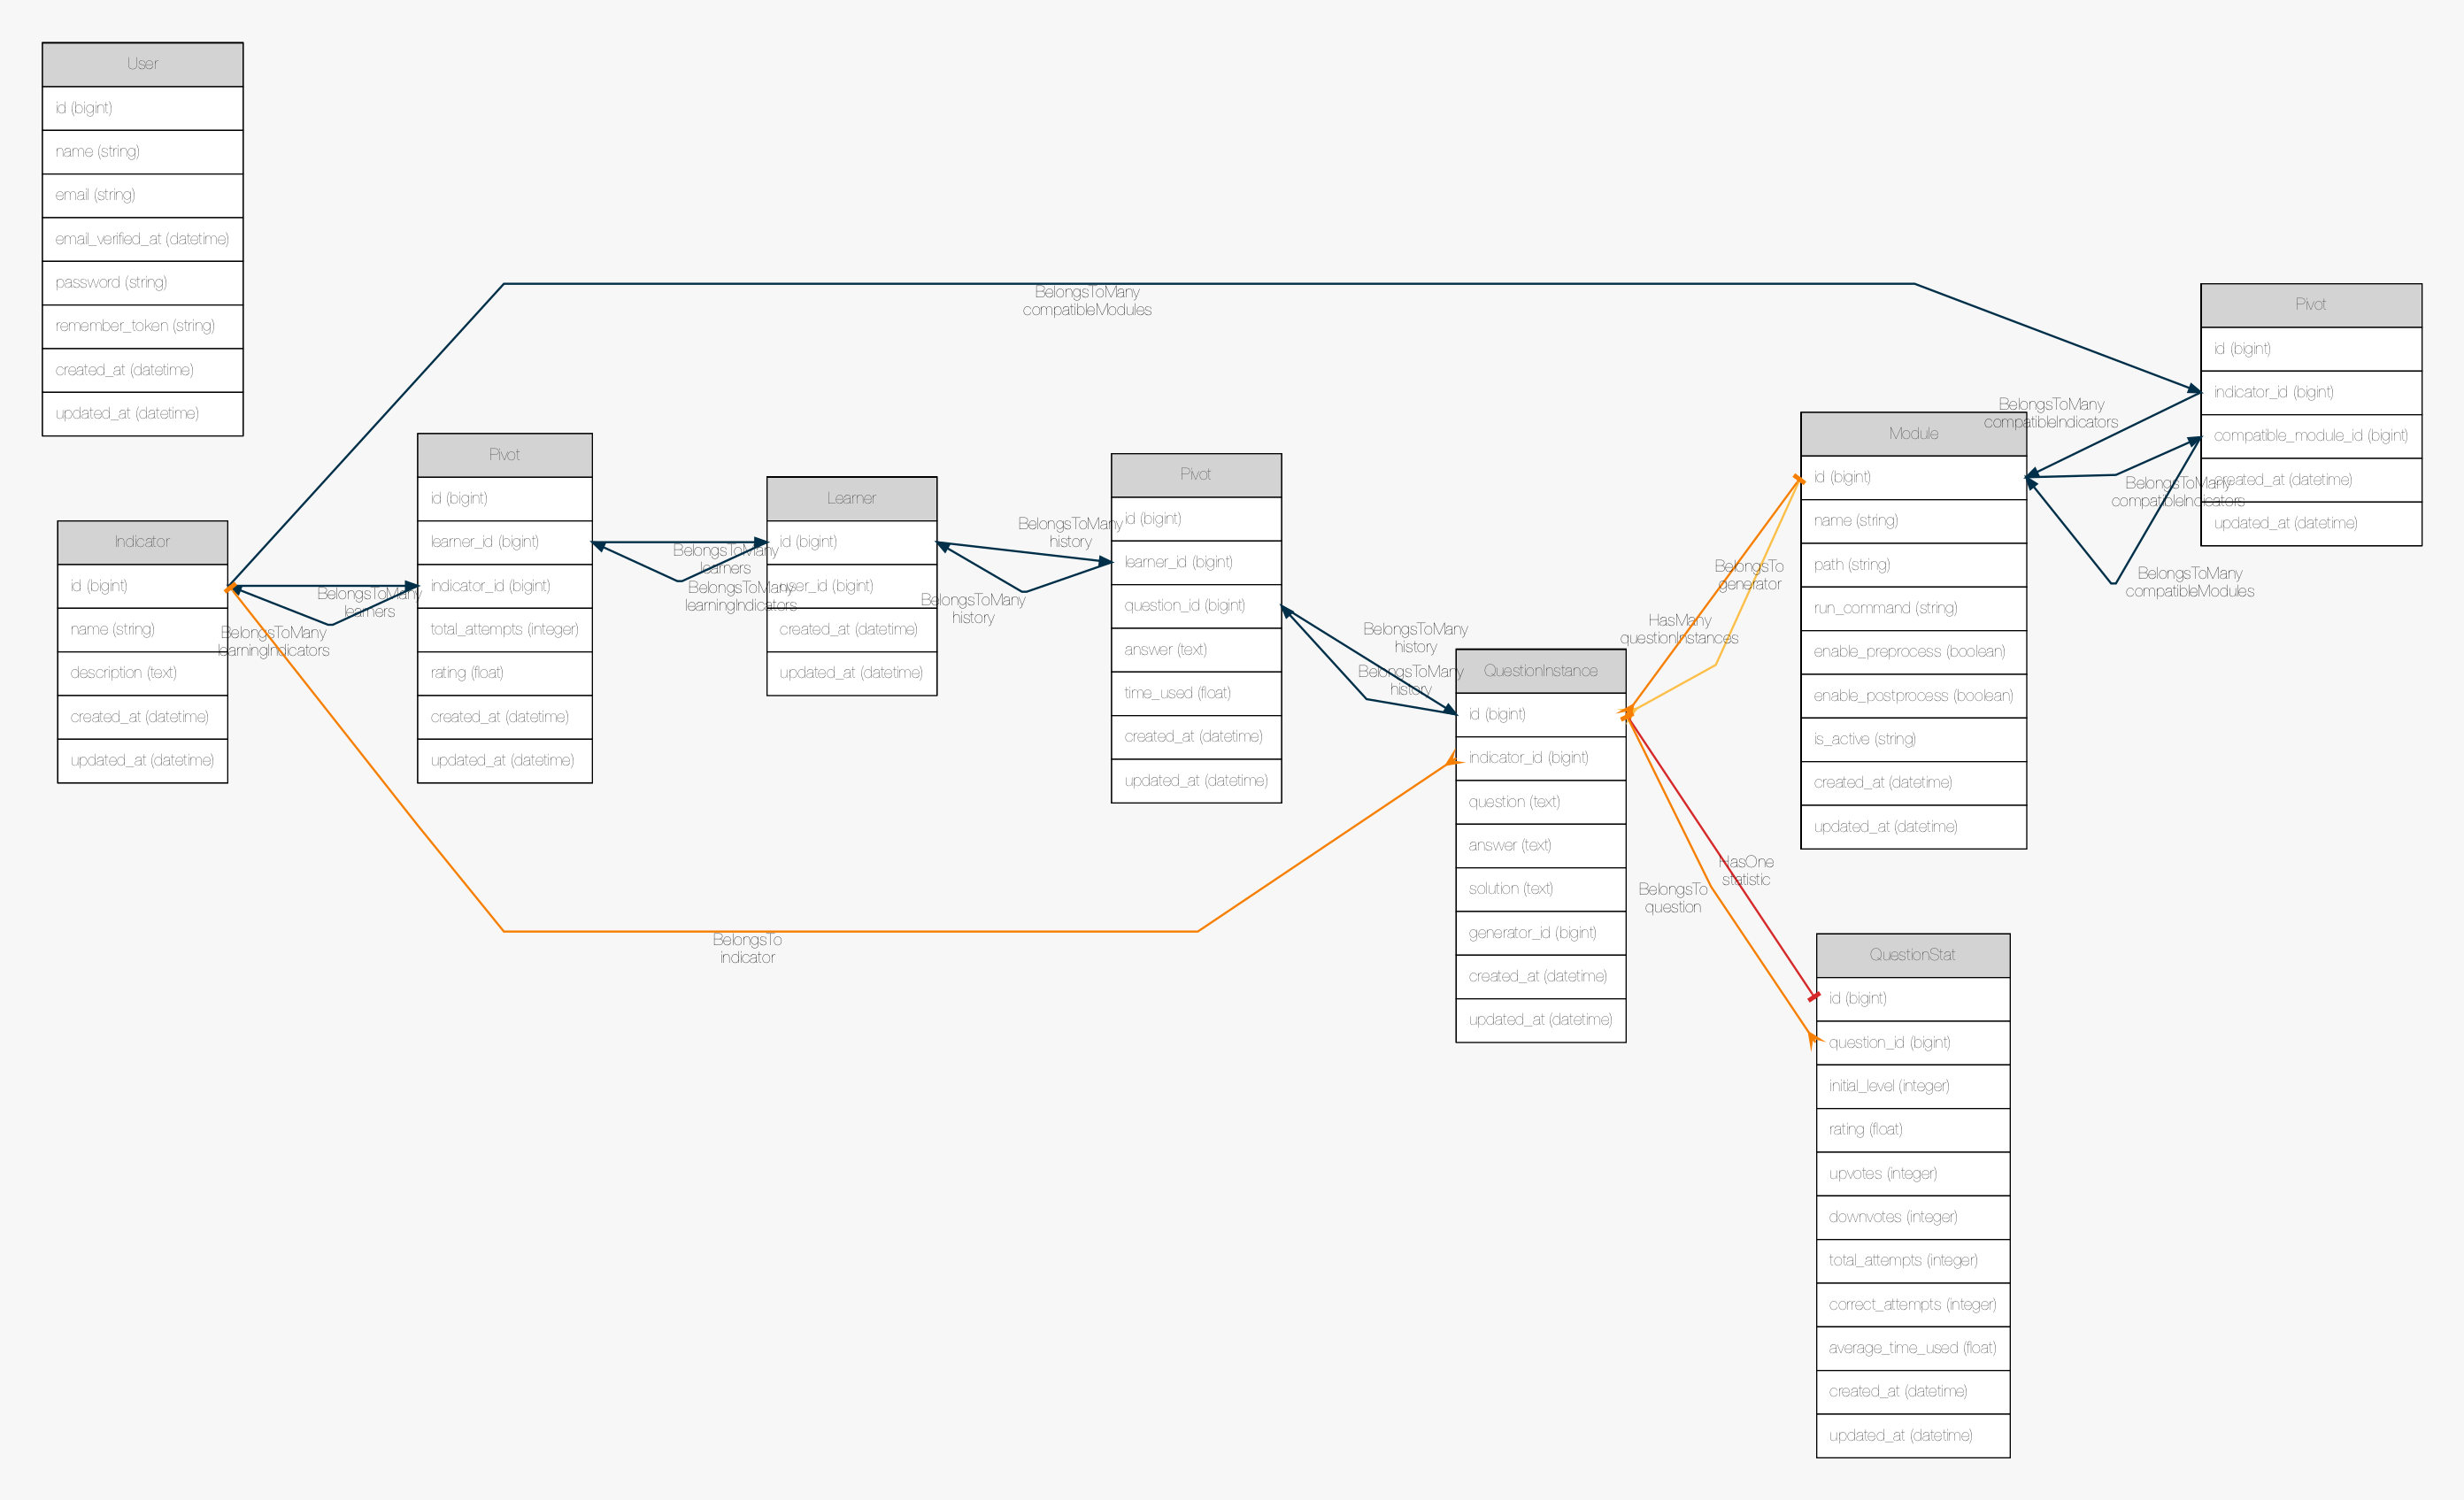 User
id (bigint)
name (string)
email (string)
email_verified_at (datetime)
password (string)
remember_token (string)
created_at (datetime)
updated_at (datetime)
Indicator
id (bigint)
name (string)
description (text)
created_at (datetime)
updated_at (datetime)
Pivot
id (bigint)
learner_id (bigint)
indicator_id (bigint)
total_attempts (integer)
rating (float)
created_at (datetime)
updated_at (datetime)
Learner
id (bigint)
user_id (bigint)
created_at (datetime)
updated_at (datetime)
Pivot
id (bigint)
learner_id (bigint)
question_id (bigint)
answer (text)
time_used (float)
created_at (datetime)
updated_at (datetime)
QuestionInstance
id (bigint)
indicator_id (bigint)
question (text)
answer (text)
solution (text)
generator_id (bigint)
created_at (datetime)
updated_at (datetime)
Module
id (bigint)
name (string)
path (string)
run_command (string)
enable_preprocess (boolean)
enable_postprocess (boolean)
is_active (string)
created_at (datetime)
updated_at (datetime)
Pivot
id (bigint)
indicator_id (bigint)
compatible_module_id (bigint)
created_at (datetime)
updated_at (datetime)
QuestionStat
id (bigint)
question_id (bigint)
initial_level (integer)
rating (float)
upvotes (integer)
downvotes (integer)
total_attempts (integer)
correct_attempts (integer)
average_time_used (float)
created_at (datetime)
updated_at (datetime)
BelongsToMany
compatibleModules
BelongsToMany
learners
BelongsToMany
learningIndicators
BelongsToMany
learners
BelongsToMany
learningIndicators
BelongsToMany
history
BelongsToMany
history
BelongsToMany
history
BelongsToMany
history
BelongsTo
indicator
HasMany
questionInstances
BelongsTo
generator
BelongsToMany
compatibleIndicators
BelongsToMany
compatibleIndicators
BelongsToMany
compatibleModules
HasOne
statistic
BelongsTo
question